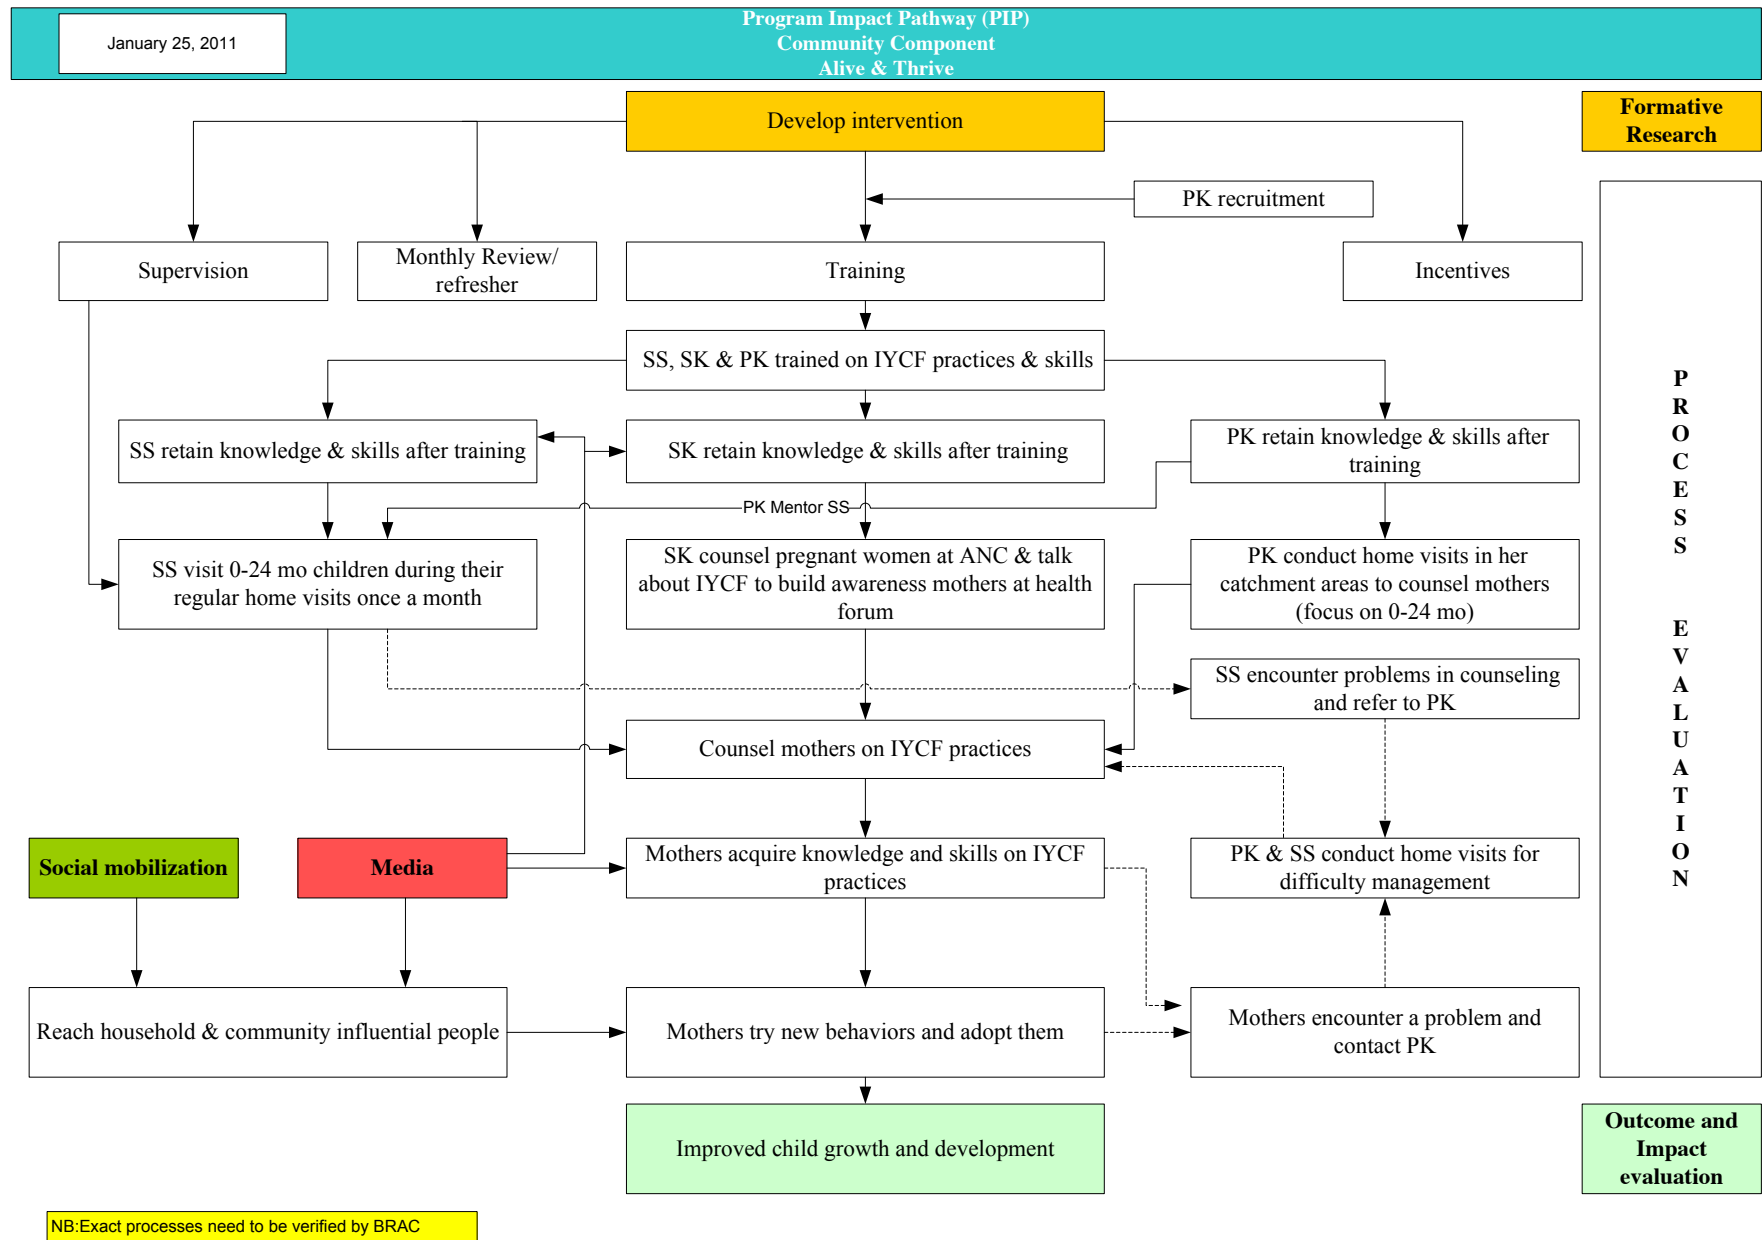 January 25, 2011
Program Impact Pathway (PIP)
Community Component
Alive & Thrive
Develop intervention
Formative
Research
PK recruitment
Supervision
Monthly Review/
refresher
Training
Incentives
SS, SK & PK trained on IYCF practices & skills
SS retain knowledge & skills after training
SK retain knowledge & skills after training
PK retain knowledge & skills after
training
PK Mentor SS
SS visit 0-24 mo children during their
regular home visits once a month
SK counsel pregnant women at ANC & talk
about IYCF to build awareness mothers at health
forum
PK conduct home visits in her
catchment areas to counsel mothers
(focus on 0-24 mo)
SS encounter problems in counseling
and refer to PK
Counsel mothers on IYCF practices
Social mobilization
Media
Mothers acquire knowledge and skills on IYCF
practices
PK & SS conduct home visits for
difficulty management
Reach household & community influential people
Mothers try new behaviors and adopt them
Mothers encounter a problem and
contact PK
PROCESS EVALUATION
Improved child growth and development
Outcome and
Impact
evaluation
NB:Exact processes need to be verified by BRAC